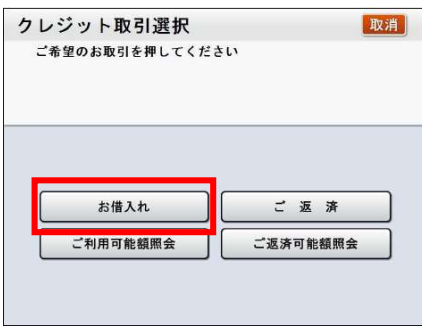 クレジット取引選択
取消
ご希望のお取引を押してください
お借入れ
ご返済
ご利用可能額照会
ご返済可能額照会